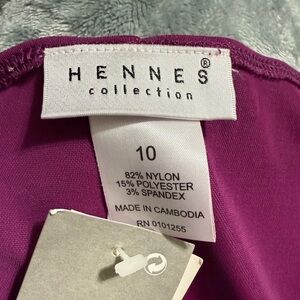 HENNES®
collection
10
82% NYLON
15% POLYESTER
3% SPANDEX
MADE IN CAMBODIA
RN 0101255